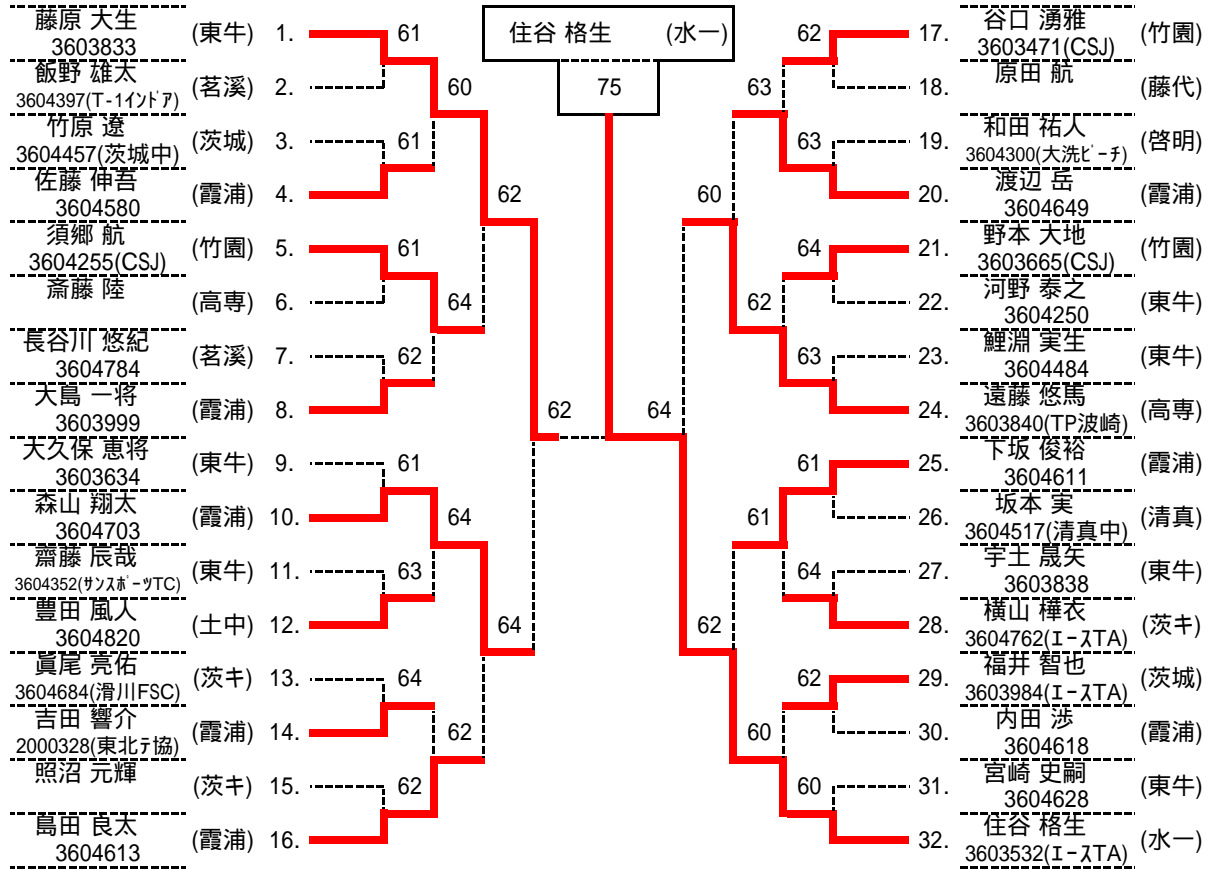 住谷 格生 (水一)
75
藤原 大生
3603833
(東牛) 1.
飯野 雄太
3604397(T-1インドア)
(茗溪) 2.
竹原 遼
3604457(茨城中)
(茨城) 3.
佐藤 伸吾
3604580
(霞浦) 4.
須郷 航
3604255(CSJ)
(竹園) 5.
斎藤 陸
(高専) 6.
長谷川 悠紀
3604784
(茗溪) 7.
大島 一将
3603999
(霞浦) 8.
大久保 恵将
3603634
(東牛) 9.
森山 翔太
3604703
(霞浦) 10.
齋藤 辰哉
3604352(サンスポーツTC)
(東牛) 11.
豊田 風人
3604820
(土中) 12.
眞尾 亮佑
3604684(滑川FSC)
(茨キ) 13.
吉田 響介
2000328(東北テ協)
(霞浦) 14.
照沼 元輝
(茨キ) 15.
島田 良太
3604613
(霞浦) 16.
61
61
61
62
61
63
64
62
60
64
64
62
62
64
62
64
60
62
63
62
61
60
62
63
64
63
61
64
62
60
17. 谷口 湧雅
3603471(CSJ)
(竹園)
18. 原田 航
(藤代)
19. 和田 祐人
3604300(大洗ビーチ)
(啓明)
20. 渡辺 岳
3604649
(霞浦)
21. 野本 大地
3603665(CSJ)
(竹園)
22. 河野 泰之
3604250
(東牛)
23. 鯉淵 実生
3604484
(東牛)
24. 遠藤 悠馬
3603840(TP波崎)
(高専)
25. 下坂 俊裕
3604611
(霞浦)
26. 坂本 実
3604517(清真中)
(清真)
27. 宇土 晟矢
3603838
(東牛)
28. 横山 樺衣
3604762(エースTA)
(茨キ)
29. 福井 智也
3603984(エースTA)
(茨城)
30. 内田 渉
3604618
(霞浦)
31. 宮崎 史嗣
3604628
(東牛)
32. 住谷 格生
3603532(エースTA)
(水一)